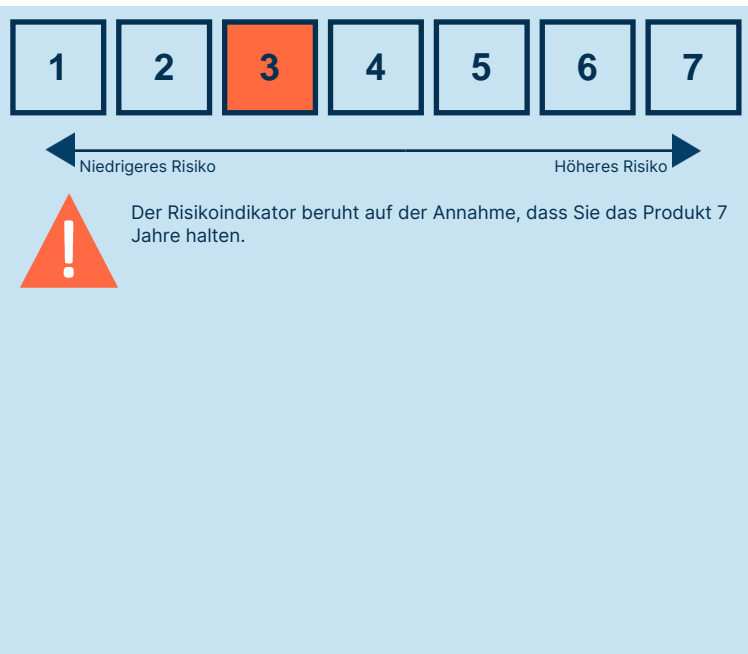 1 2 3 4 5 6 7
Niedrigeres Risiko Höheres Risiko
!
Der Risikoindikator beruht auf der Annahme, dass Sie das Produkt 7
Jahre halten.